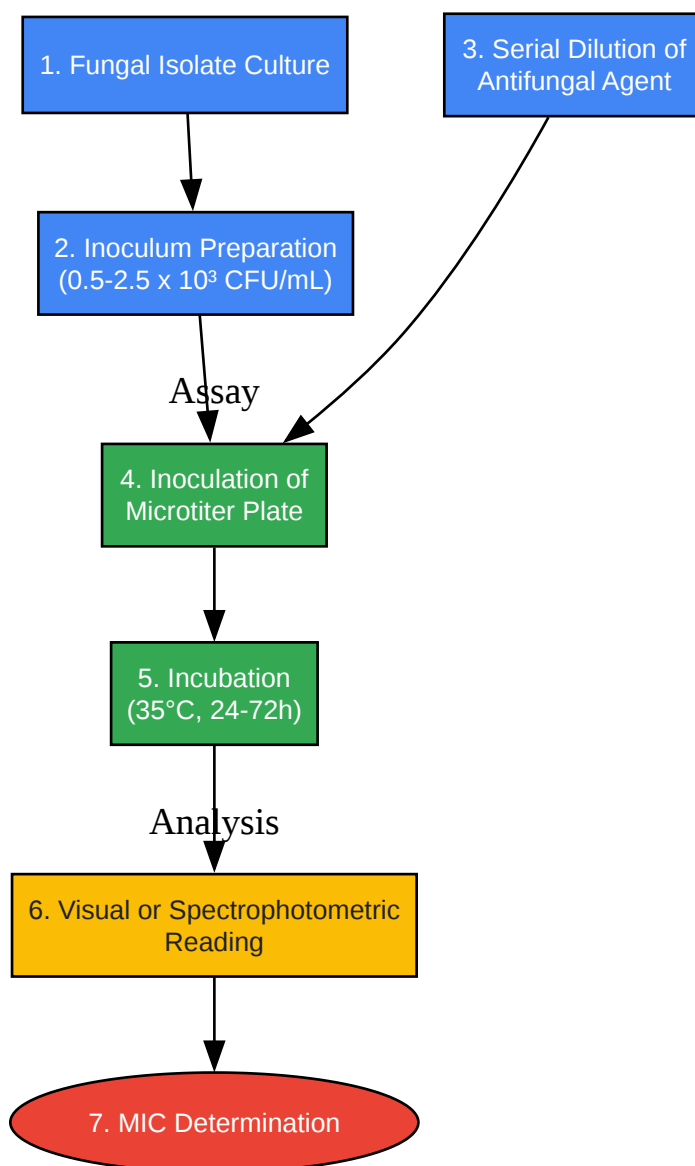 1. Fungal Isolate Culture
3. Serial Dilution of
Antifungal Agent
2. Inoculum Preparation
(0.5-2.5 x 10³ CFU/mL)
Assay
4. Inoculation of
Microtiter Plate
5. Incubation
(35°C, 24-72h)
Analysis
6. Visual or Spectrophotometric
Reading
7. MIC Determination